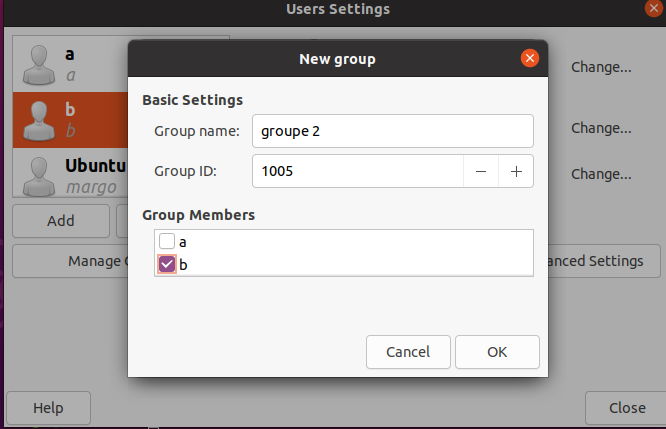 Users Settings
a
a
b
b
Ubuntu
margo
Change...
Change...
Change...
Add
Manage
Settings
Help
Close
New group
Basic Settings
Group name: groupe 2
Group ID: 1005
Group Members
a
b
Cancel
OK